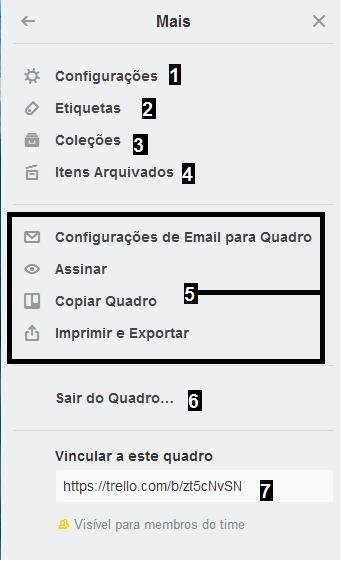 Mais
Configurações 1
Etiquetas 2
Coleções 3
Itens Arquivados 4
Configurações de Email para Quadro
Assinar
Copiar Quadro 5
Imprimir e Exportar
Sair do Quadro... 6
Vincular a este quadro
https://trello.com/b/zt5cNvSN 7
Visível para membros do time